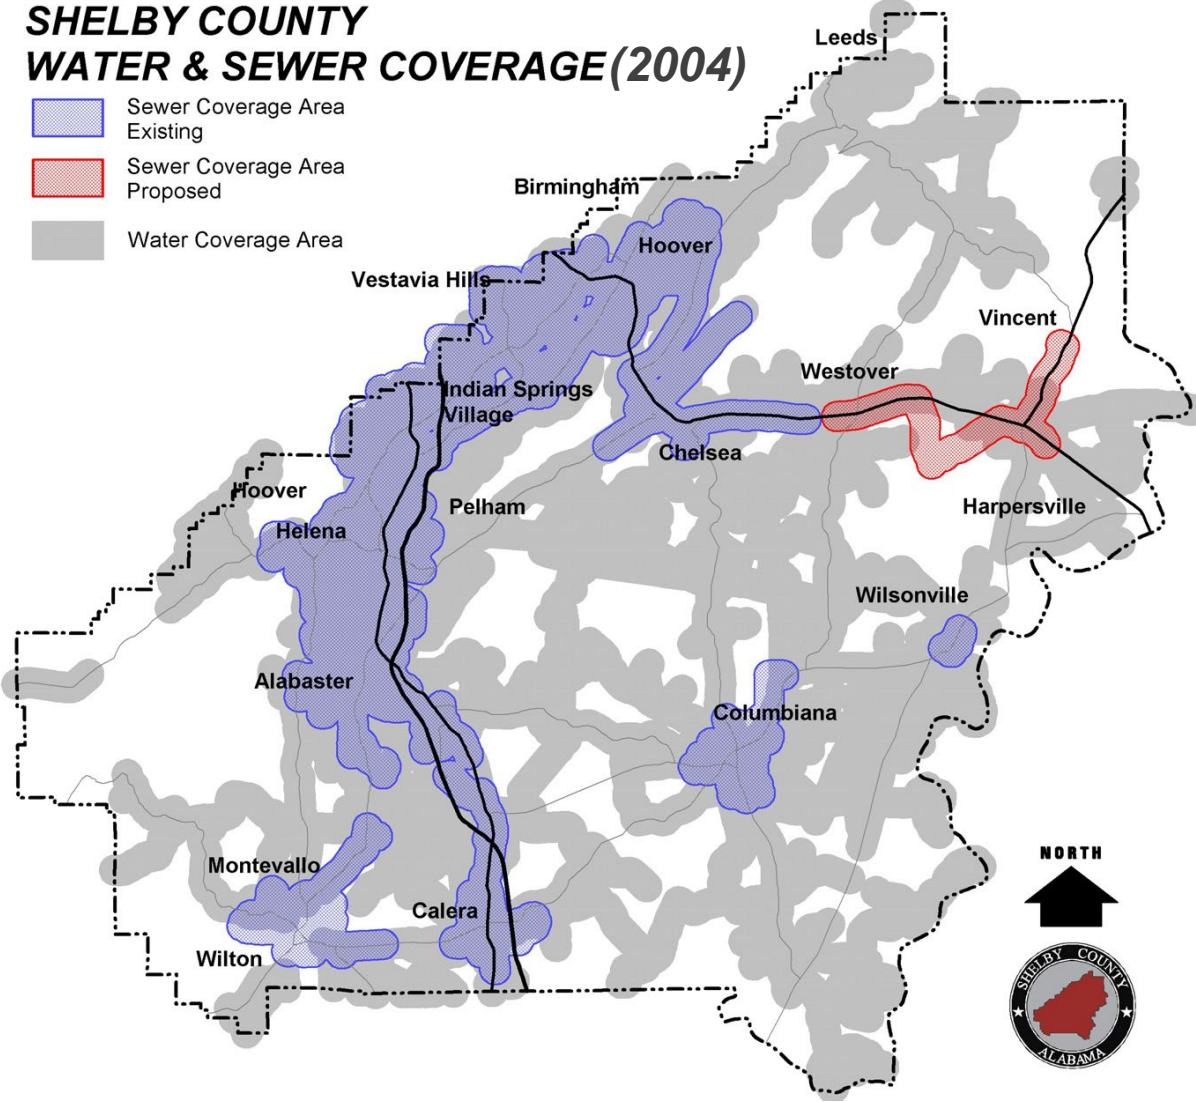 SHELBY COUNTY
WATER & SEWER COVERAGE (2004)
Sewer Coverage Area
Existing
Sewer Coverage Area
Proposed
Water Coverage Area
Leeds
Birmingham
Hoover
Vestavia Hills
Vincent
Westover
Indian Springs
Village
Chelsea
Hoover
Pelham
Harpersville
Helena
Wilsonville
Alabaster
Columbiana
Montevallo
Calera
Wilton
NORTH
SHELBY COUNTY
ALABAMA